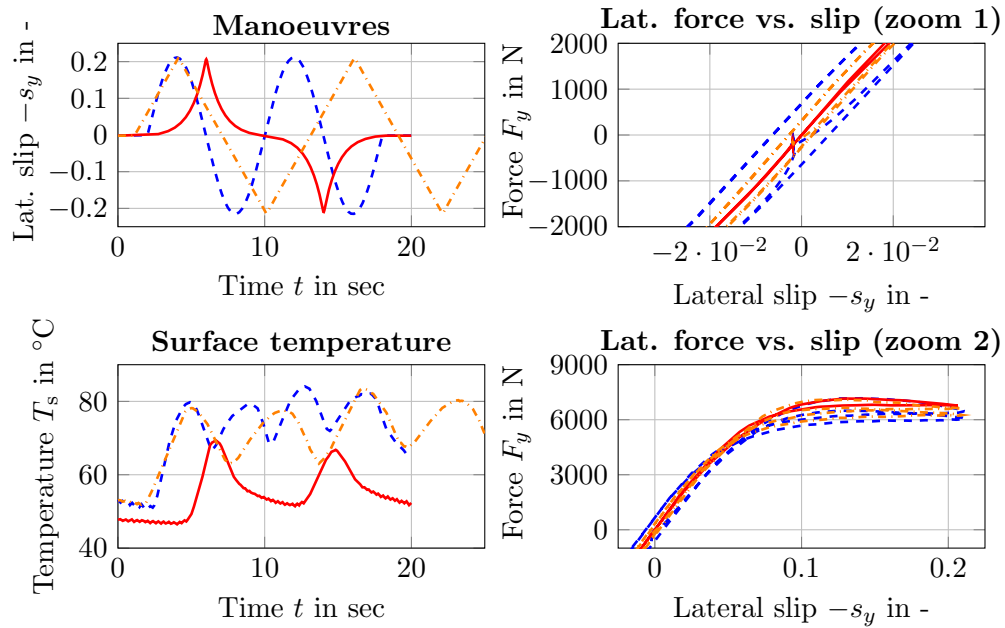 Manoeuvres
Lat. slip −s_y in -
0.2
0.1
0
−0.1
−0.2
0
10
20
Time t in sec
Lat. force vs. slip (zoom 1)
Force F_y in N
2000
1000
0
−1000
−2000
−2 · 10⁻²
0
2 · 10⁻²
Lateral slip −s_y in -
Surface temperature
Temperature T_s in °C
80
60
40
0
10
20
Time t in sec
Lat. force vs. slip (zoom 2)
Force F_y in N
9000
6000
3000
0
0
0.1
0.2
Lateral slip −s_y in -